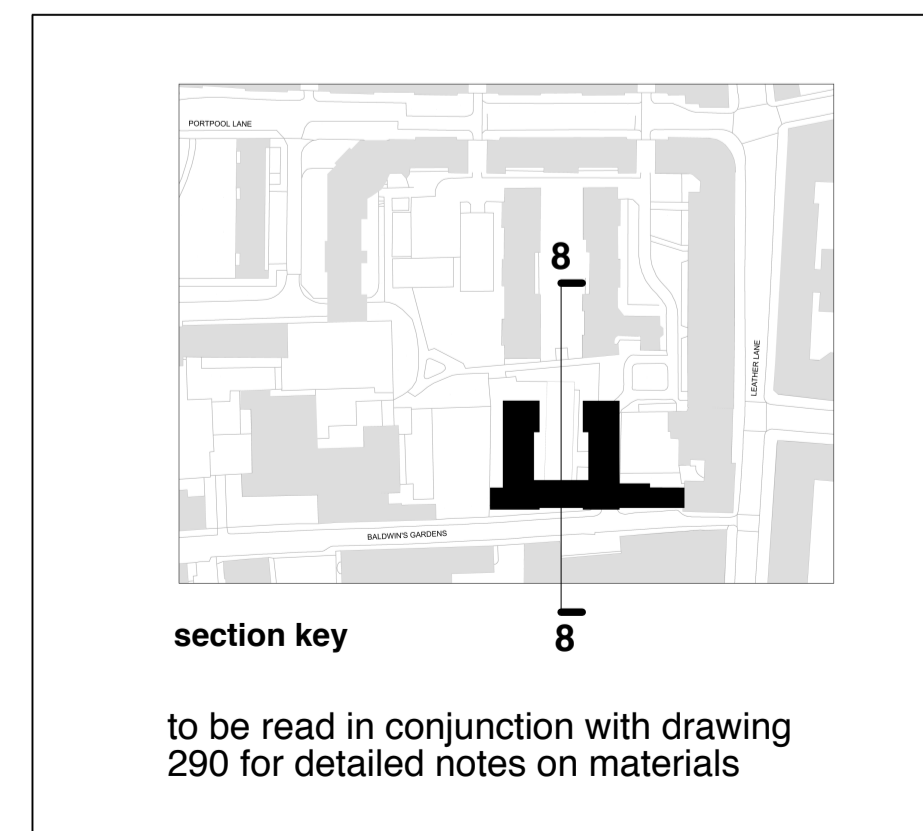 PORTPOOL LANE
8
LEATHER LANE
BALDWIN'S GARDENS
section key
8
to be read in conjunction with drawing
290 for detailed notes on materials